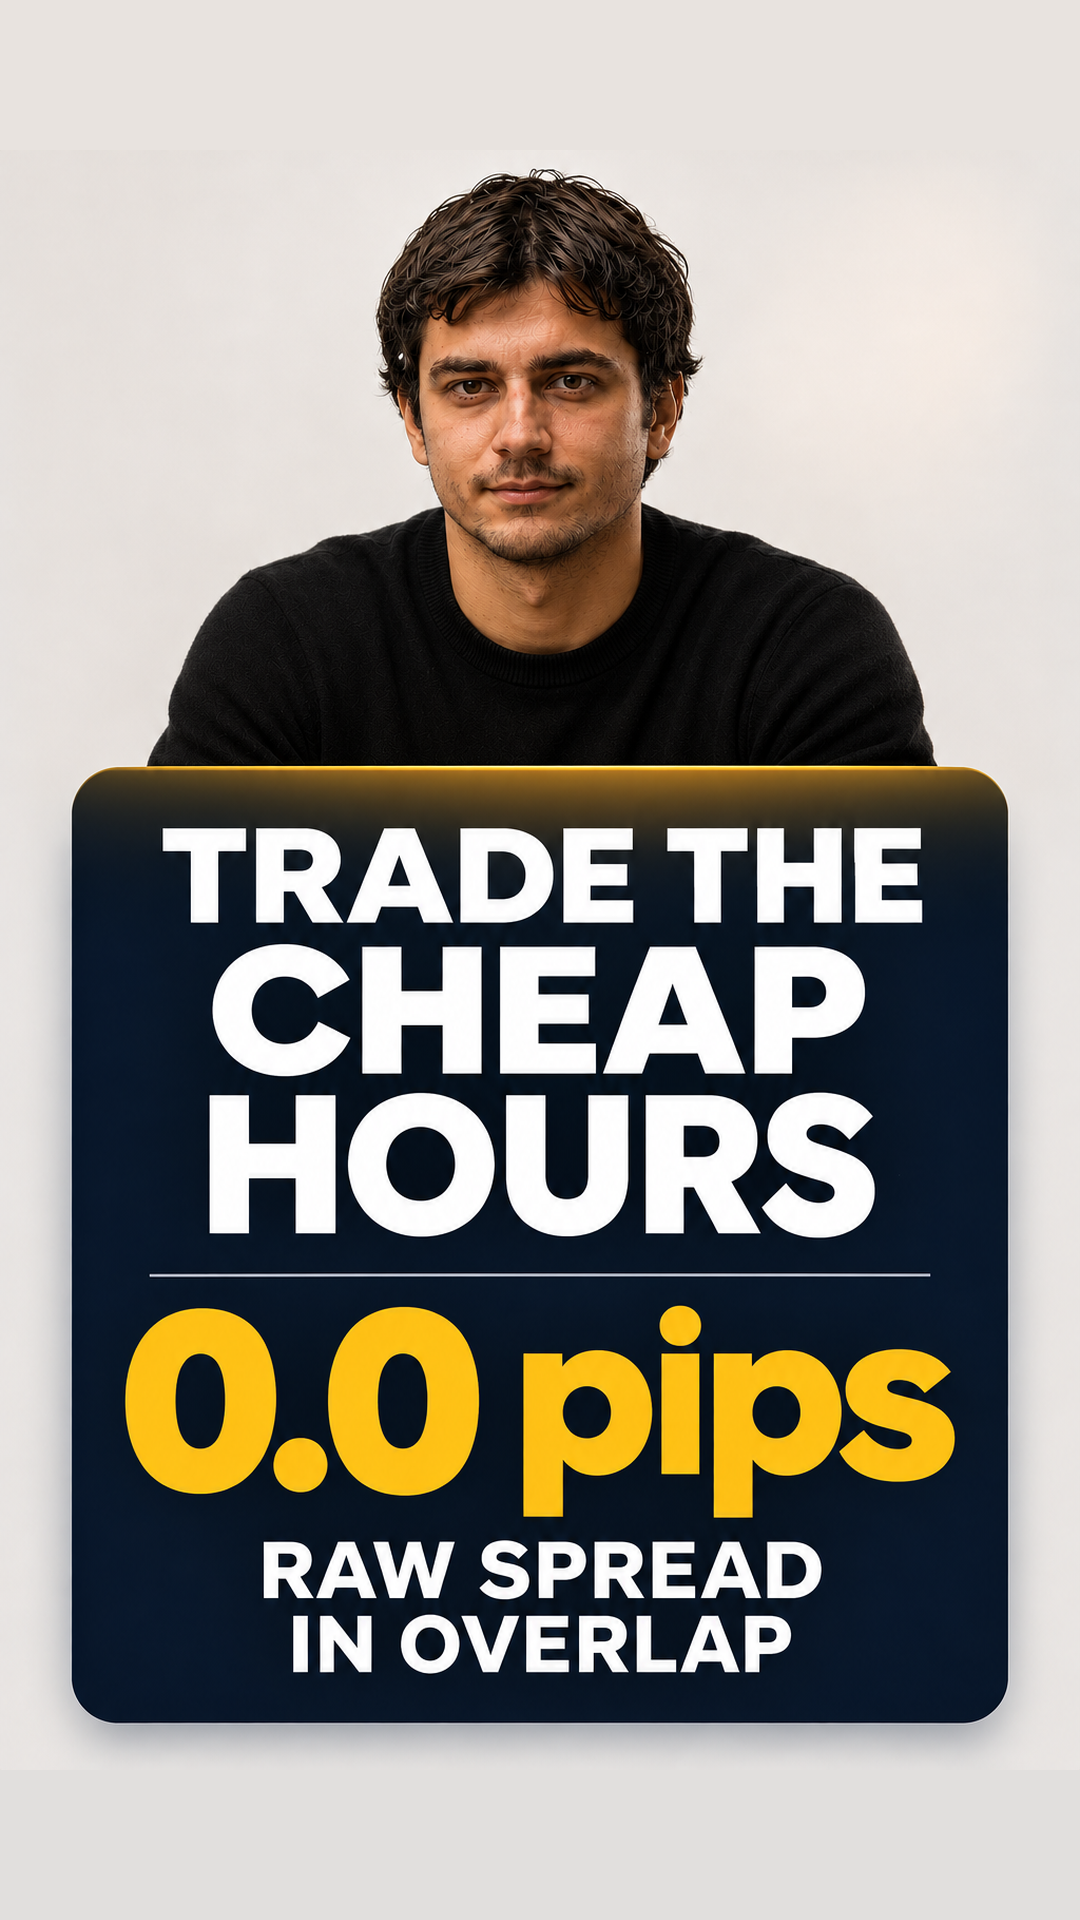 TRADE THE
CHEAP
HOURS
0.0 pips
RAW SPREAD
IN OVERLAP